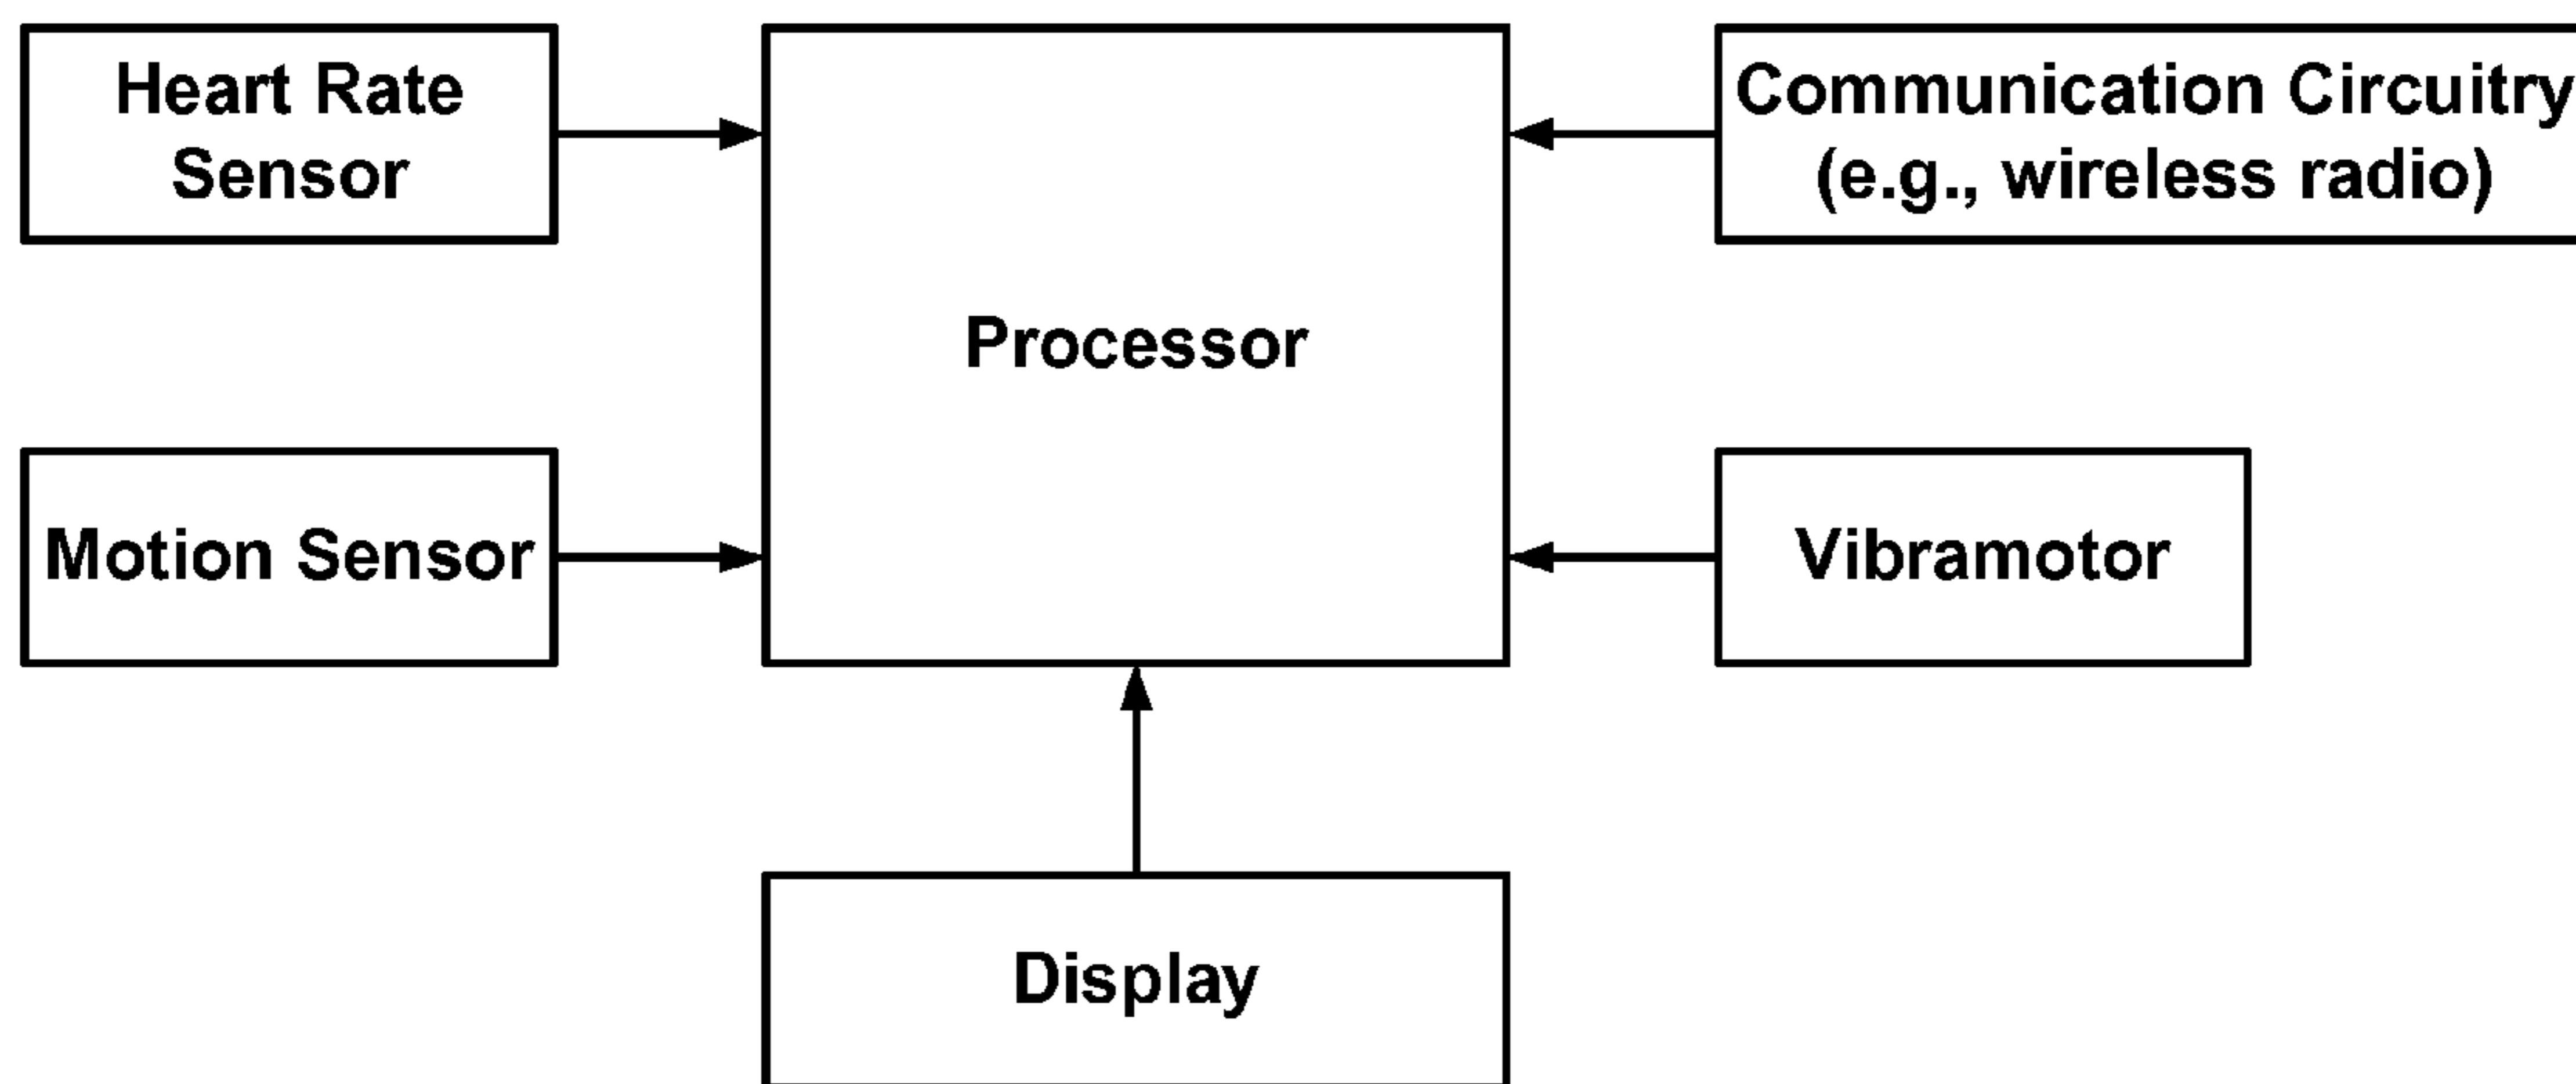 Heart Rate
Sensor
Processor
Communication Circuitry
(e.g., wireless radio)
Motion Sensor
Vibramotor
Display